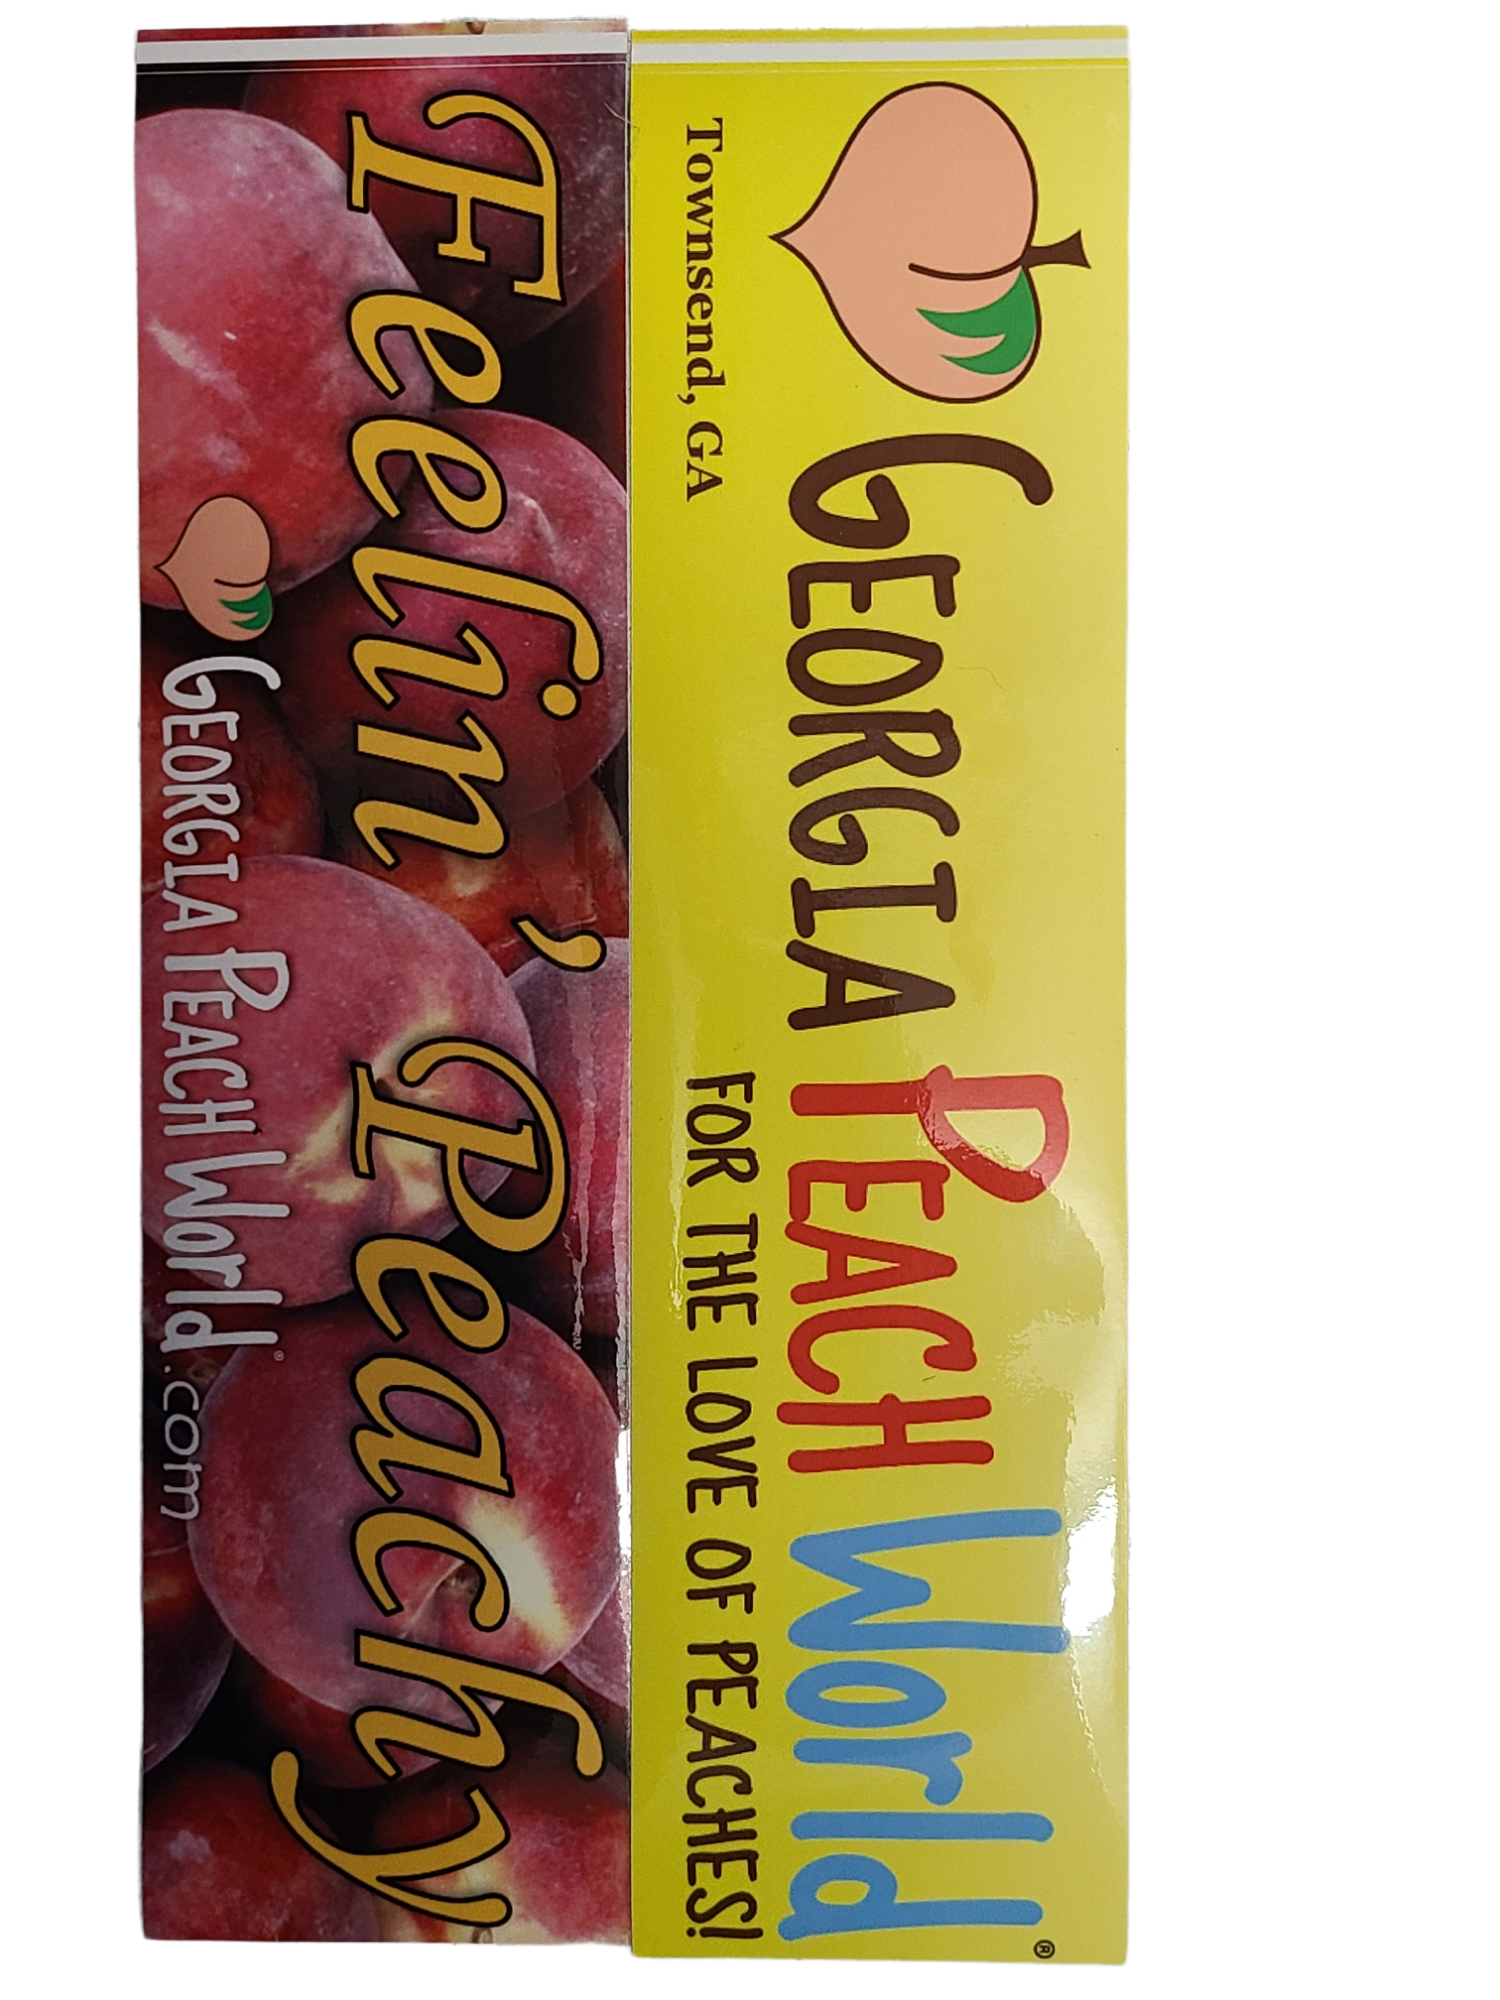 GEORGIA PEACH World®
Townsend, GA
FOR THE LOVE OF PEACHES!
Feelin' Peachy
GEORGIA PEACH World®.com